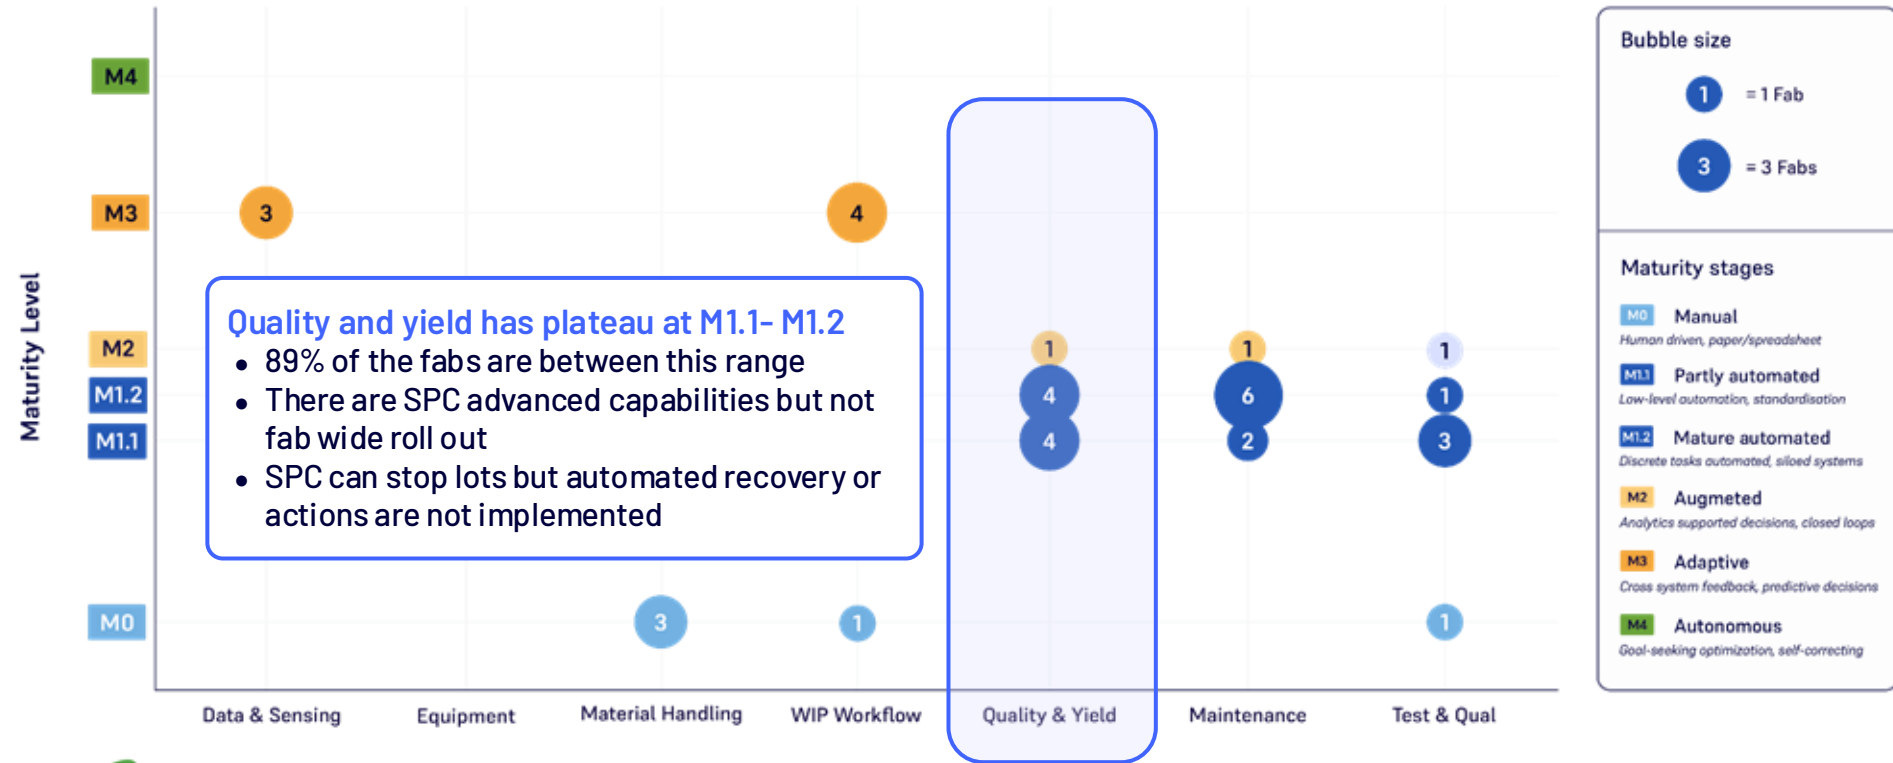 Maturity Level
M4
M3
M2
M1.2
M1.1
M0
3
4
1
1
1
4
6
1
4
2
3
3
1
1
Quality and yield has plateau at M1.1- M1.2
• 89% of the fabs are between this range
• There are SPC advanced capabilities but not
fab wide roll out
• SPC can stop lots but automated recovery or
actions are not implemented
Data & Sensing
Equipment
Material Handling
WIP Workflow
Quality & Yield
Maintenance
Test & Qual
Bubble size
1 = 1 Fab
3 = 3 Fabs
Maturity stages
M0 Manual
Human driven, paper/spreadsheet
M1.1 Partly automated
Low-level automation, standardisation
M1.2 Mature automated
Discrete tasks automated, siloed systems
M2 Augmeted
Analytics supported decisions, closed loops
M3 Adaptive
Cross system feedback, predictive decisions
M4 Autonomous
Goal-seeking optimization, self-correcting